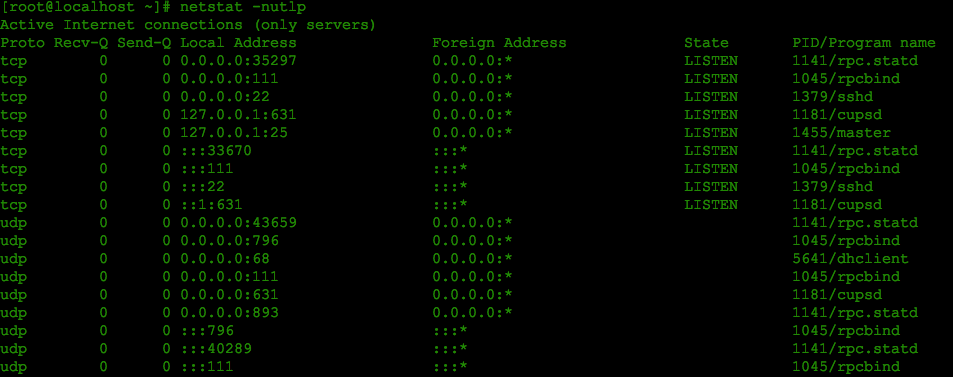 [root@localhost ~]# netstat -nutlp
Active Internet connections (only servers)
Proto Recv-Q Send-Q Local Address               Foreign Address             State       PID/Program name
tcp        0      0 0.0.0.0:35297               0.0.0.0:*                   LISTEN      1141/rpc.statd
tcp        0      0 0.0.0.0:111                 0.0.0.0:*                   LISTEN      1045/rpcbind
tcp        0      0 0.0.0.0:22                  0.0.0.0:*                   LISTEN      1379/sshd
tcp        0      0 127.0.0.1:631               0.0.0.0:*                   LISTEN      1181/cupsd
tcp        0      0 127.0.0.1:25                0.0.0.0:*                   LISTEN      1455/master
tcp        0      0 :::33670                    :::*                        LISTEN      1141/rpc.statd
tcp        0      0 :::111                      :::*                        LISTEN      1045/rpcbind
tcp        0      0 :::22                       :::*                        LISTEN      1379/sshd
tcp        0      0 ::1:631                     :::*                        LISTEN      1181/cupsd
udp        0      0 0.0.0.0:43659               0.0.0.0:*                               1141/rpc.statd
udp        0      0 0.0.0.0:796                 0.0.0.0:*                               1045/rpcbind
udp        0      0 0.0.0.0:68                  0.0.0.0:*                               5641/dhclient
udp        0      0 0.0.0.0:111                 0.0.0.0:*                               1045/rpcbind
udp        0      0 0.0.0.0:631                 0.0.0.0:*                               1181/cupsd
udp        0      0 0.0.0.0:893                 0.0.0.0:*                               1141/rpc.statd
udp        0      0 :::796                      :::*                                    1045/rpcbind
udp        0      0 :::40289                    :::*                                    1141/rpc.statd
udp        0      0 :::111                      :::*                                    1045/rpcbind